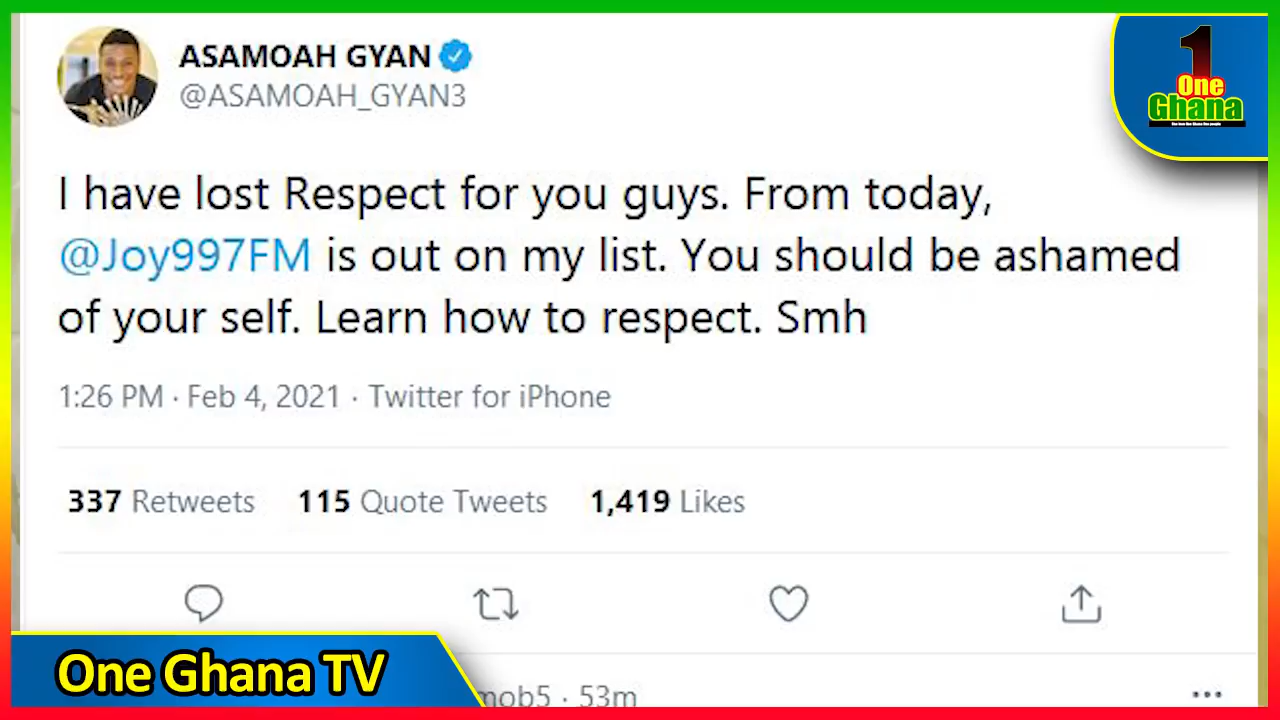 ASAMOAH GYAN
@ASAMOAH_GYAN3
1
One
Ghana
I have lost Respect for you guys. From today,
@Joy997FM is out on my list. You should be ashamed
of your self. Learn how to respect. Smh
1:26 PM · Feb 4, 2021 · Twitter for iPhone
337 Retweets 115 Quote Tweets 1,419 Likes
One Ghana TV
mob5 · 53m